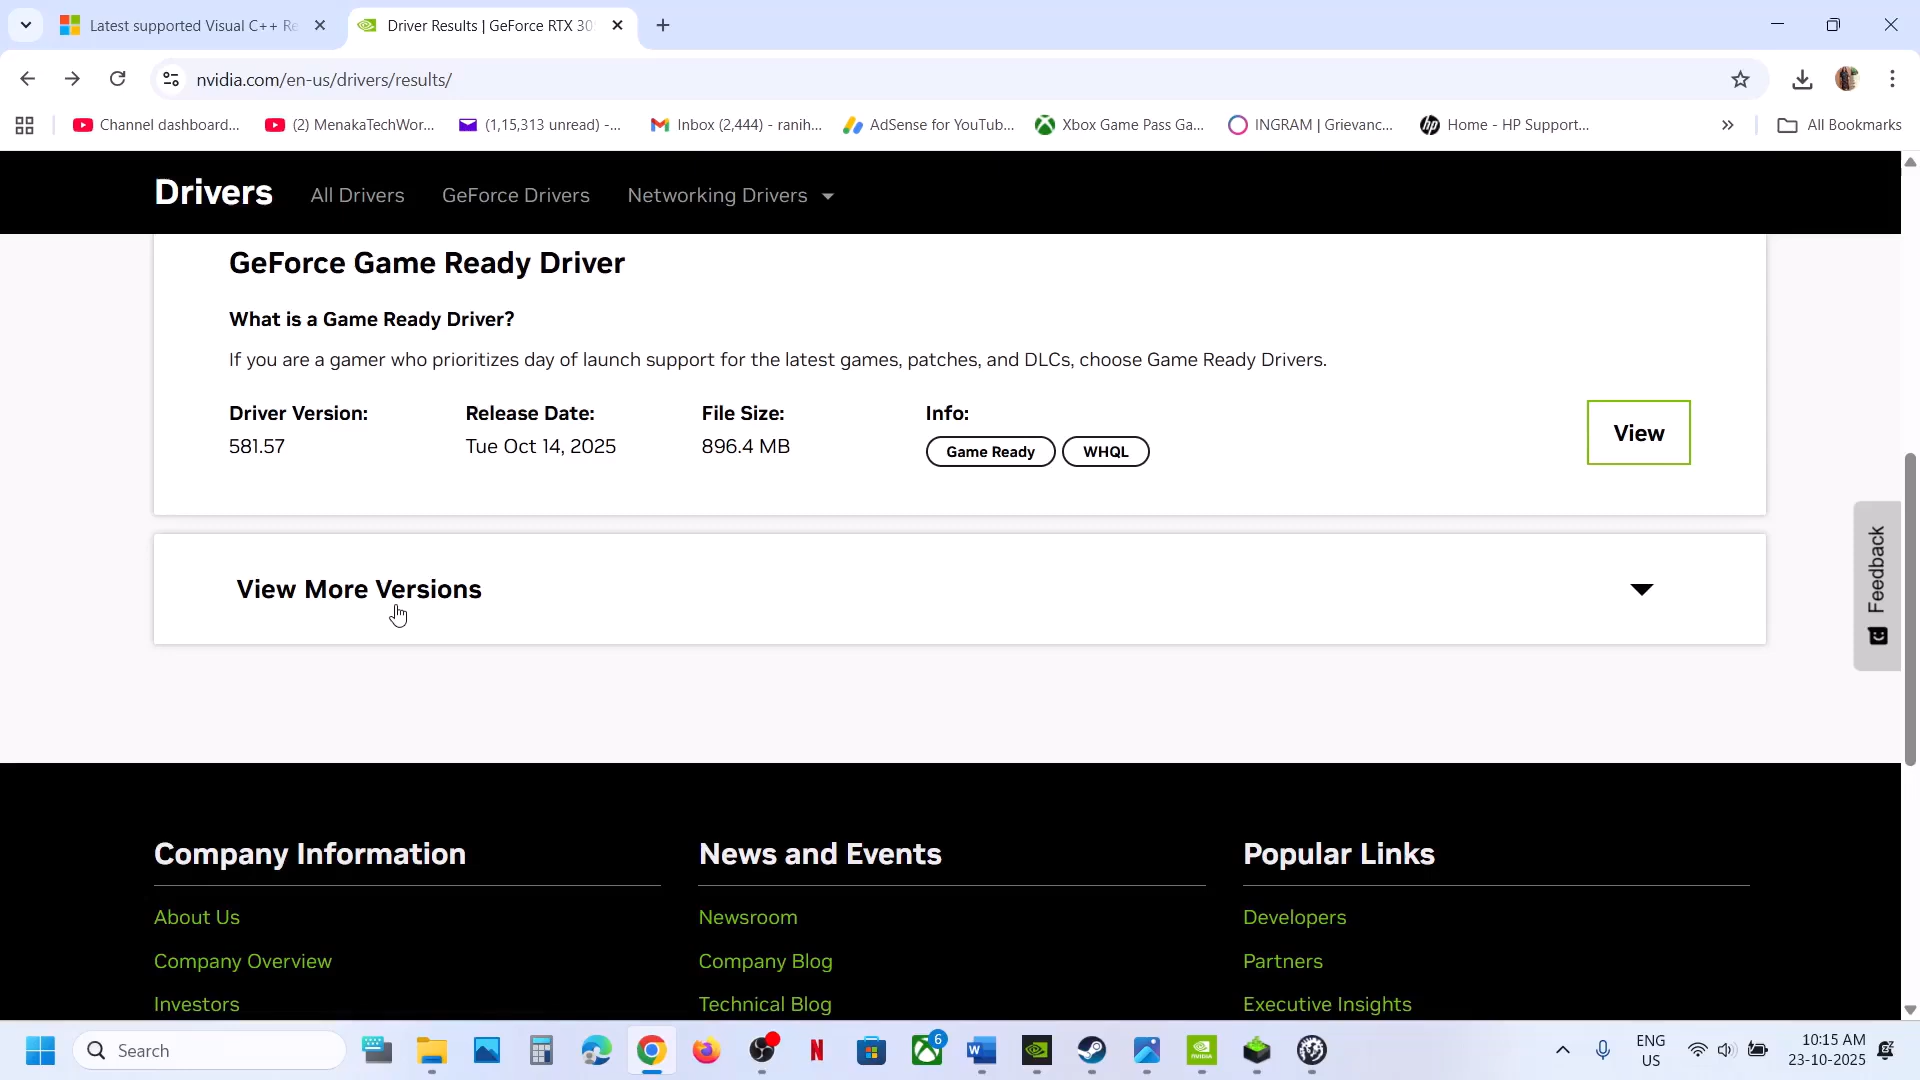 Latest supported Visual C++ Re
Driver Results | GeForce RTX 30
nvidia.com/en-us/drivers/results/
Channel dashboard...
(2) MenakaTechWor...
(1,15,313 unread) -...
Inbox (2,444) - ranih...
AdSense for YouTub...
Xbox Game Pass Ga...
INGRAM | Grievanc...
Home - HP Support...
All Bookmarks
Drivers
All Drivers
GeForce Drivers
Networking Drivers
GeForce Game Ready Driver
What is a Game Ready Driver?
If you are a gamer who prioritizes day of launch support for the latest games, patches, and DLCs, choose Game Ready Drivers.
Driver Version:
Release Date:
File Size:
Info:
581.57
Tue Oct 14, 2025
896.4 MB
Game Ready
WHQL
View
View More Versions
Feedback
Company Information
News and Events
Popular Links
About Us
Newsroom
Developers
Company Overview
Company Blog
Partners
Investors
Technical Blog
Executive Insights
Search
6
ENG
US
10:15 AM
23-10-2025